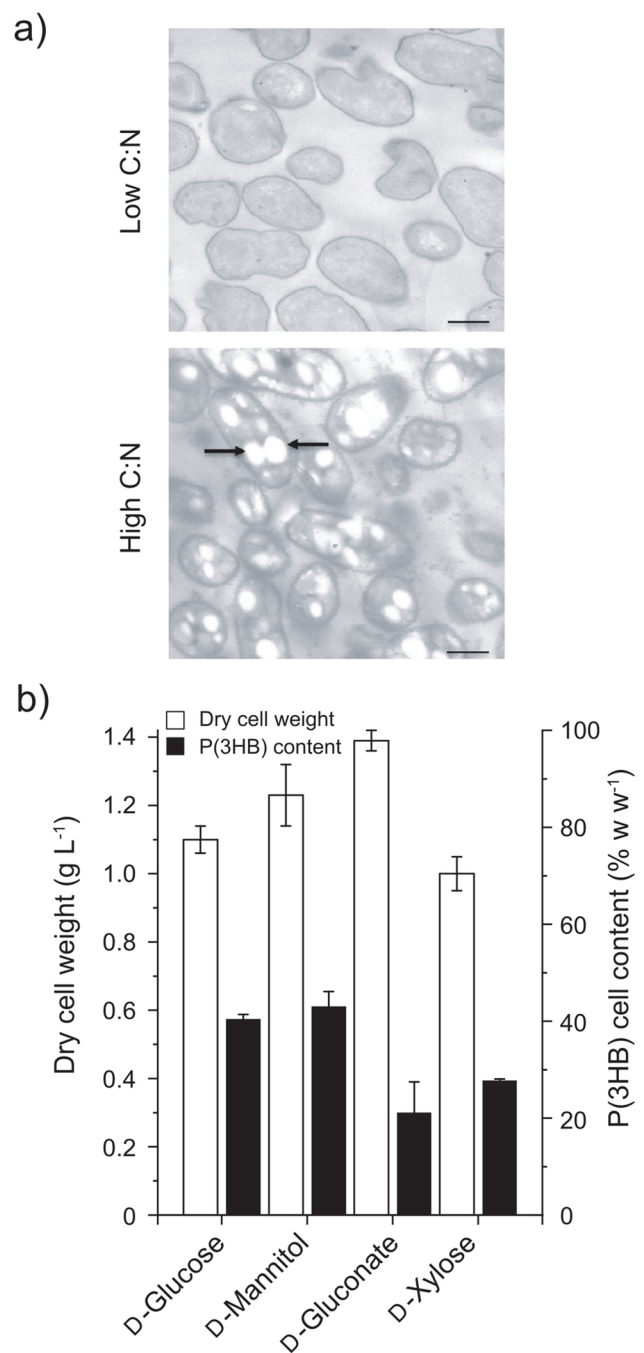 a)
Low C:N
High C:N
b)
Dry cell weight
P(3HB) content
Dry cell weight (g L⁻¹)
1.4
1.2
1.0
0.8
0.6
0.4
0.2
0
100
80
60
40
20
0
P(3HB) cell content (% w w⁻¹)
D-Glucose
D-Mannitol
D-Gluconate
D-Xylose